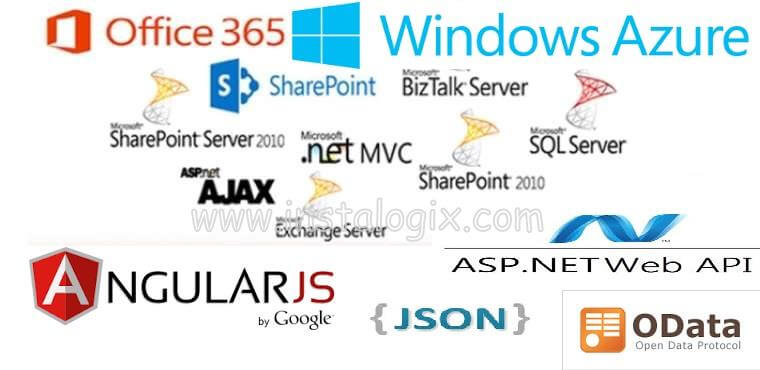 Office 365
Windows Azure
SharePoint
Microsoft
BizTalk Server
Microsoft
SharePoint Server 2010
Microsoft
.net MVC
Microsoft
SharePoint 2010
Microsoft
SQL Server
ASP.net
AJAX
www.instalogix.com
Microsoft
Exchange Server
ASP.NET Web API
ANGULARJS
by Google
{JSON}
OData
Open Data Protocol